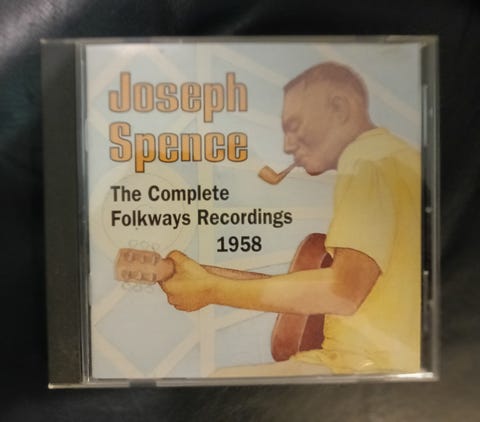 Joseph
Spence
The Complete
Folkways Recordings
1958